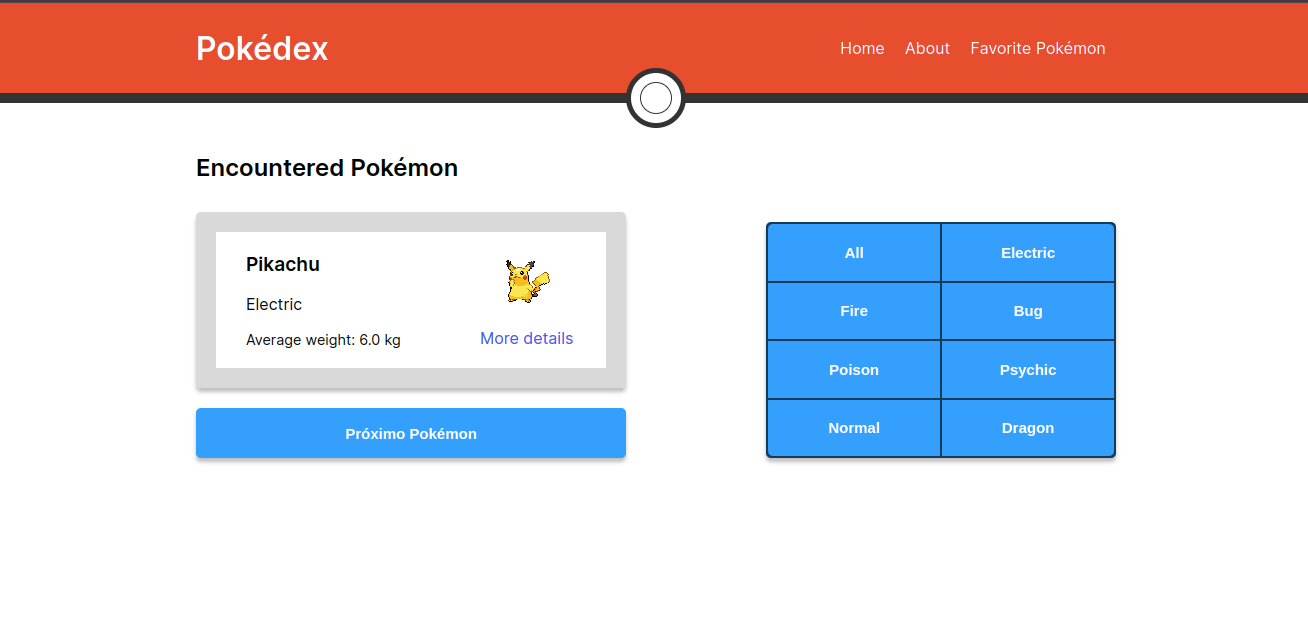 Pokédex
Home About Favorite Pokémon
Encountered Pokémon
Pikachu
Electric
Average weight: 6.0 kg
More details
Próximo Pokémon
All Electric
Fire Bug
Poison Psychic
Normal Dragon